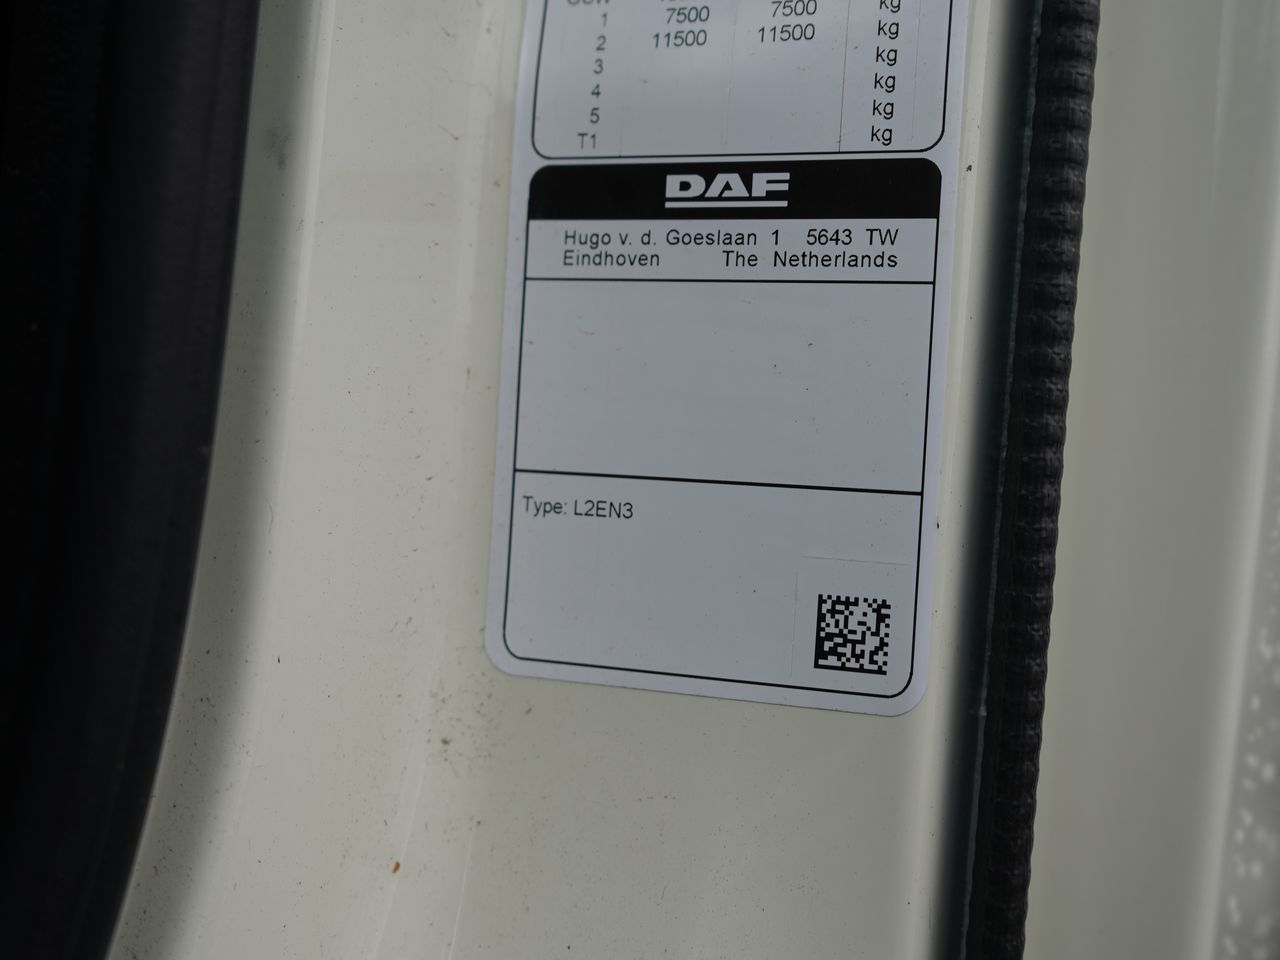 1 7500 7500 kg
2 11500 11500 kg
3 kg
4 kg
5 kg
T1 kg
DAF
Hugo v. d. Goeslaan 1 5643 TW
Eindhoven The Netherlands
Type: L2EN3